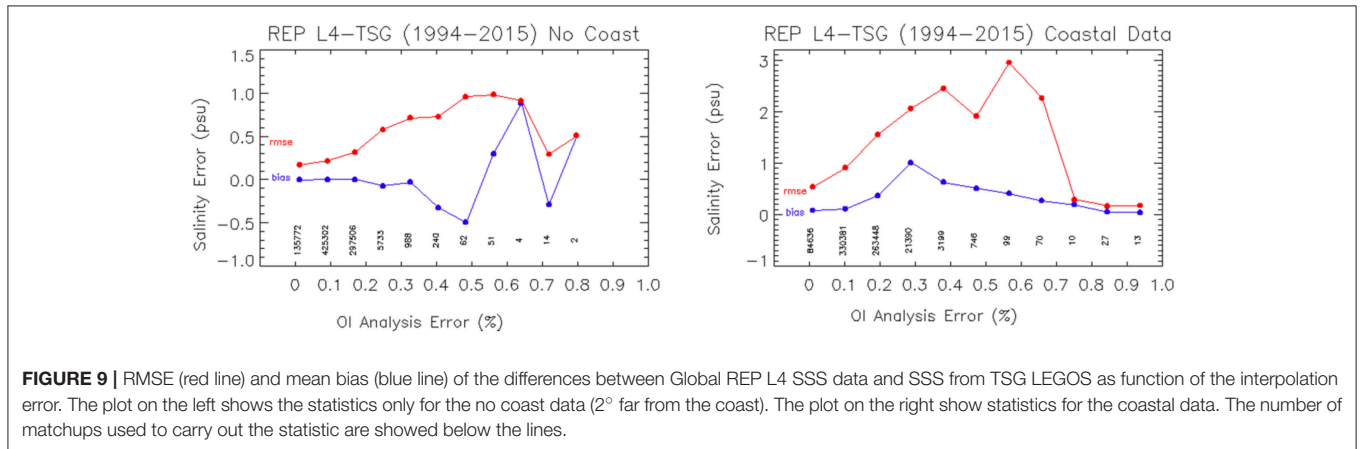 REP L4-TSG (1994-2015) No Coast
1.5
1.0
0.5
0.0
-0.5
-1.0
Salinity Error (psu)
rmse
bias
135772 425302 297506 5733 988 240 62 51 4 14 2
0 0.1 0.2 0.3 0.4 0.5 0.6 0.7 0.8 0.9 1.0
OI Analysis Error (%)
REP L4-TSG (1994-2015) Coastal Data
3
2
1
0
-1
Salinity Error (psu)
rmse
bias
84636 330381 263448 21390 3199 746 99 70 10 27 13
0 0.1 0.2 0.3 0.4 0.5 0.6 0.7 0.8 0.9 1.0
OI Analysis Error (%)
FIGURE 9 | RMSE (red line) and mean bias (blue line) of the differences between Global REP L4 SSS data and SSS from TSG LEGOS as function of the interpolation
error. The plot on the left shows the statistics only for the no coast data (2° far from the coast). The plot on the right show statistics for the coastal data. The number of
matchups used to carry out the statistic are showed below the lines.